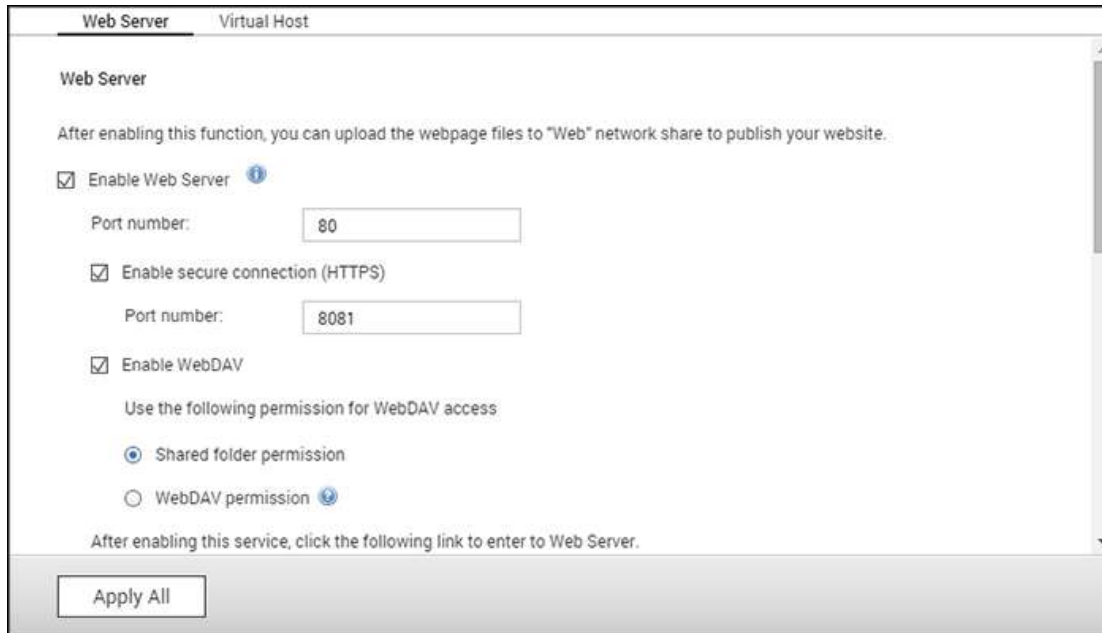 Web Server Virtual Host
Web Server
After enabling this function, you can upload the webpage files to "Web" network share to publish your website.
Enable Web Server
Port number: 80
Enable secure connection (HTTPS)
Port number: 8081
Enable WebDAV
Use the following permission for WebDAV access
Shared folder permission
WebDAV permission
After enabling this service, click the following link to enter to Web Server.
Apply All